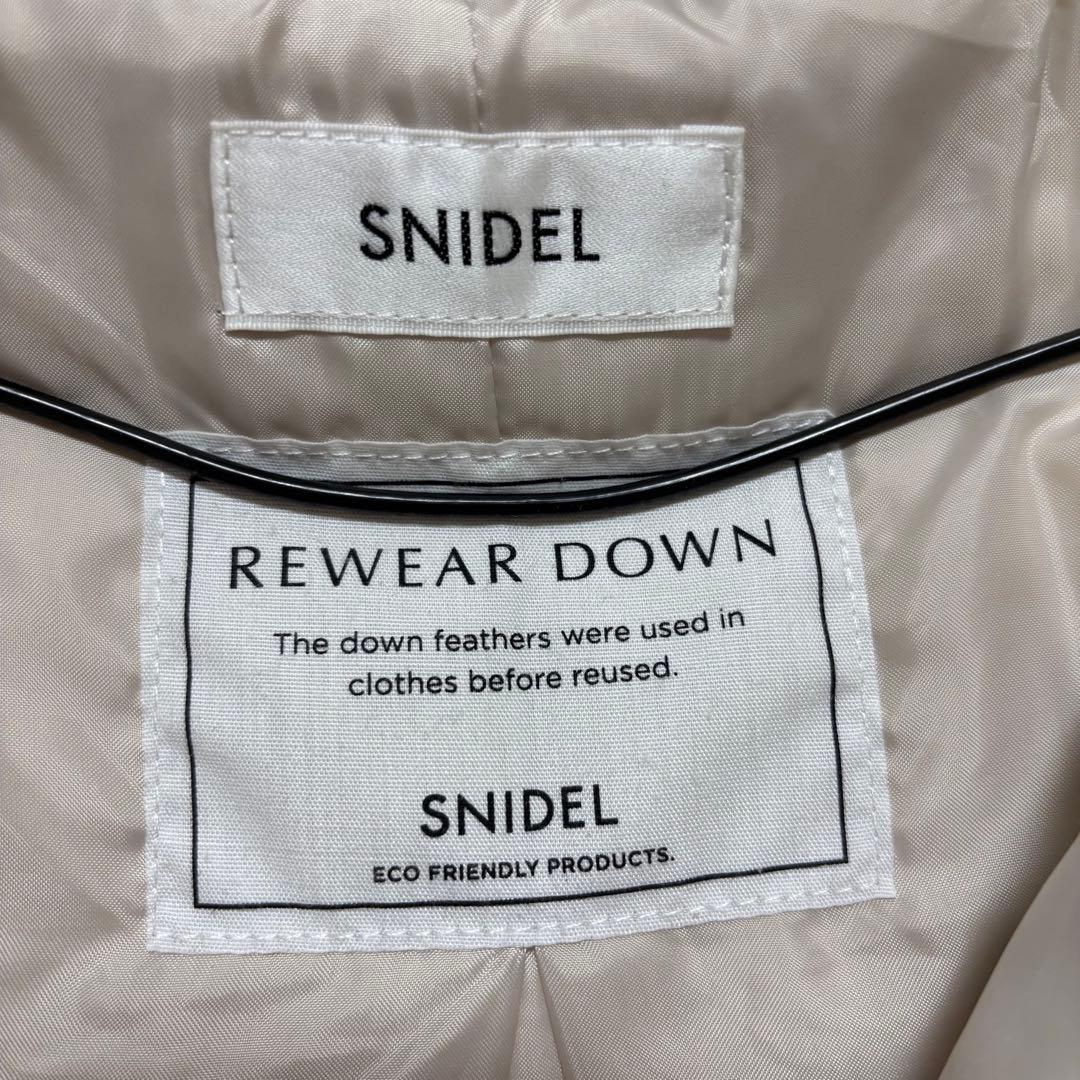 SNIDEL
REWEAR DOWN
The down feathers were used in
clothes before reused.
SNIDEL
ECO FRIENDLY PRODUCTS.